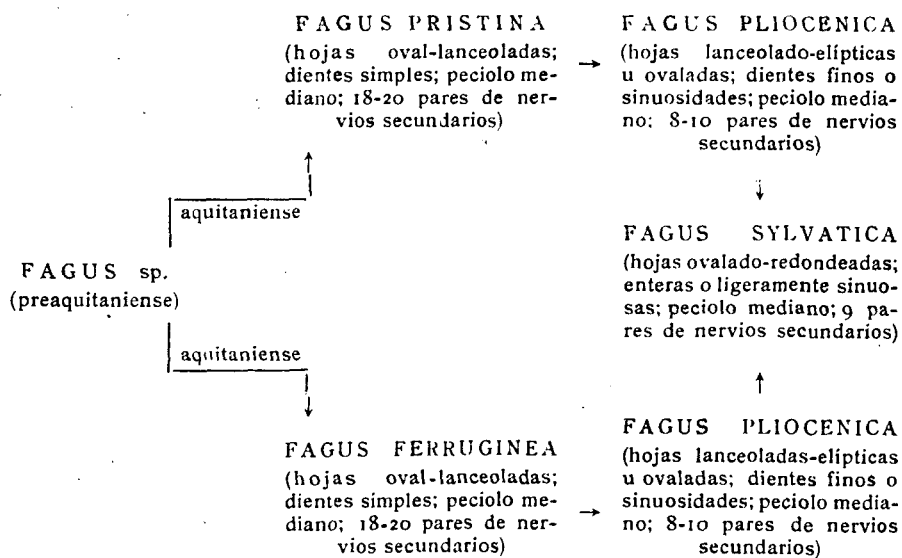 FAGUS PRISTINA
(hojas oval-lanceoladas;
dientes simples; peciolo me-
diano; 18-20 pares de ner-
vios secundarios)
→
FAGUS PLIOCENICA
(hojas lanceolado-elípticas
u ovaladas; dientes finos o
sinuosidades; peciolo media-
no; 8-10 pares de nervios
secundarios)
aquitaniense
FAGUS sp.
(preaquitaniense)
FAGUS SYLVATICA
(hojas ovalado-redondeadas;
enteras o ligeramente sinuo-
sas; peciolo mediano; 9 pa-
res de nervios secundarios)
aquitaniense
FAGUS FERRUGINEA
(hojas oval-lanceoladas;
dientes simples; peciolo me-
diano; 18-20 pares de ner-
vios secundarios)
→
FAGUS PLIOCENICA
(hojas lanceoladas-elípticas
u ovaladas; dientes finos o
sinuosidades; peciolo media-
no; 8-10 pares de nervios
secundarios)